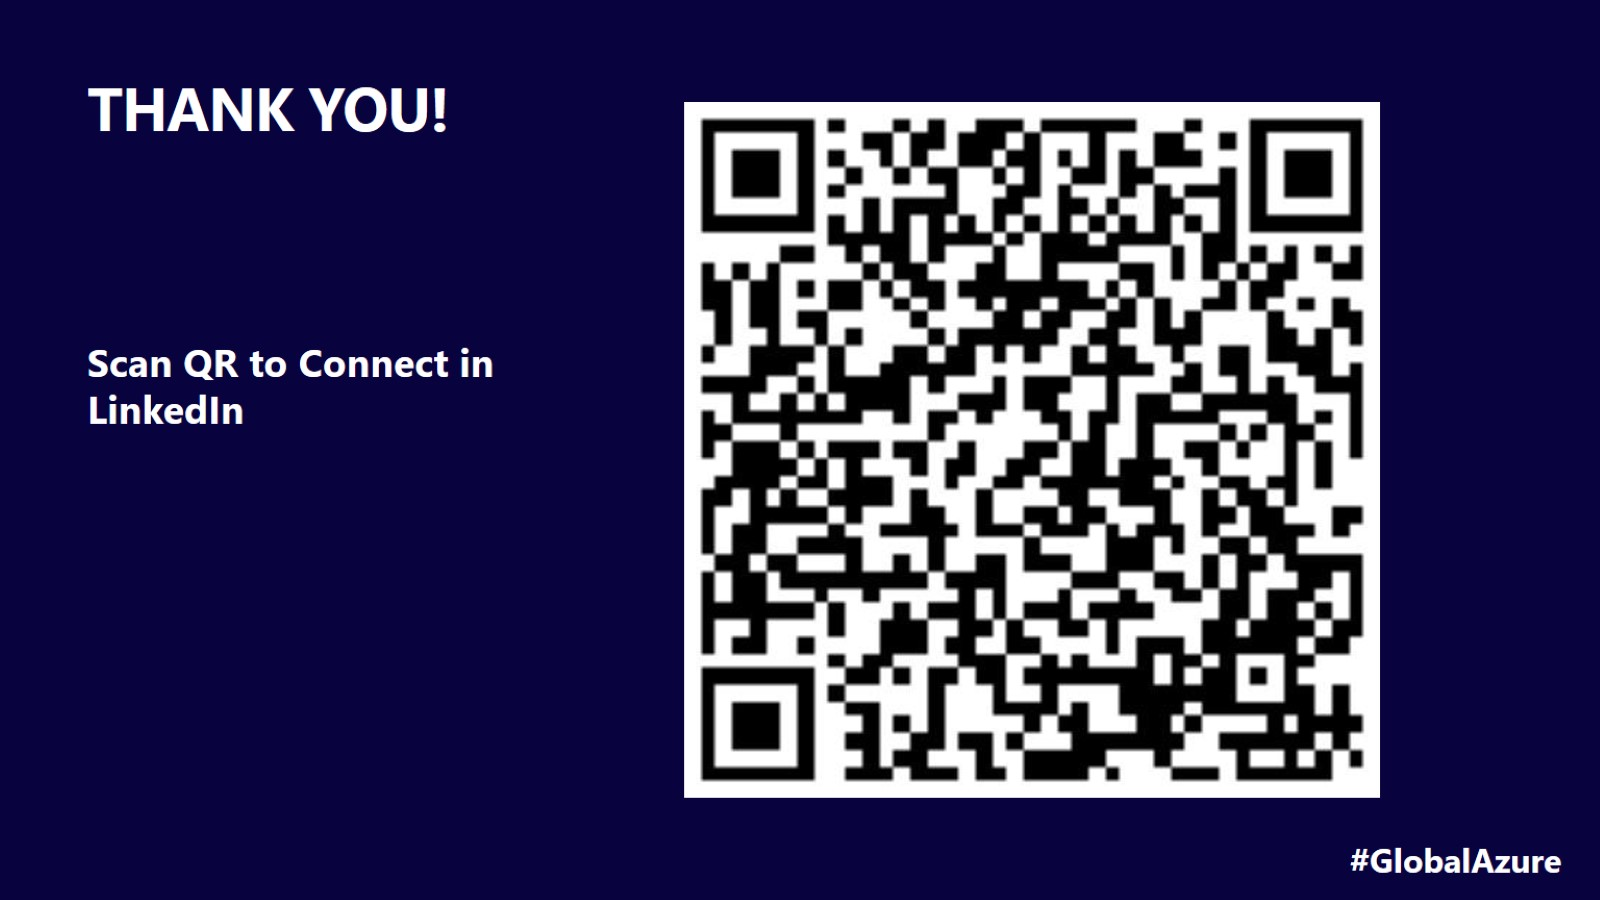 THANK YOU!
Scan QR to Connect in
LinkedIn
#GlobalAzure